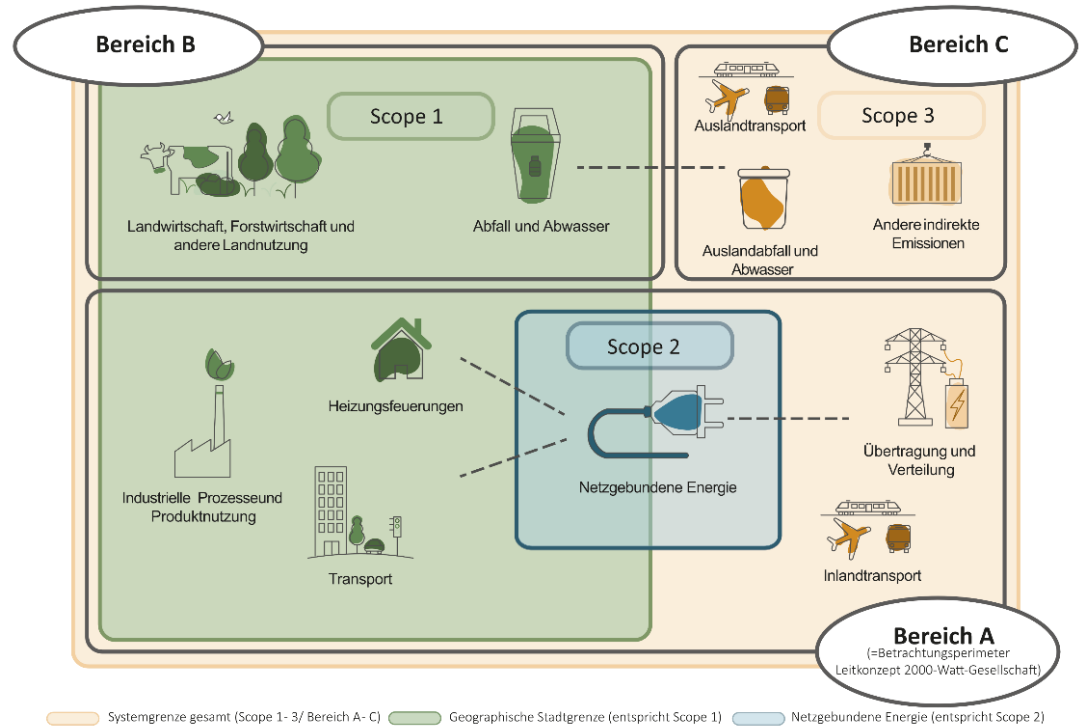 Bereich B
Bereich C
Scope 1
Scope 3
Auslandtransport
Landwirtschaft, Forstwirtschaft und
andere Landnutzung
Abfall und Abwasser
Auslandabfall und
Abwasser
Andere indirekte
Emissionen
Scope 2
Heizungsfeuerungen
Industrielle Prozesseund
Produktnutzung
Netzgebundene Energie
Übertragung und
Verteilung
Transport
Inlandtransport
Bereich A
(=Betrachtungsperimeter
Leitkonzept 2000-Watt-Gesellschaft)
Systemgrenze gesamt (Scope 1- 3/ Bereich A- C)
Geographische Stadtgrenze (entspricht Scope 1)
Netzgebundene Energie (entspricht Scope 2)